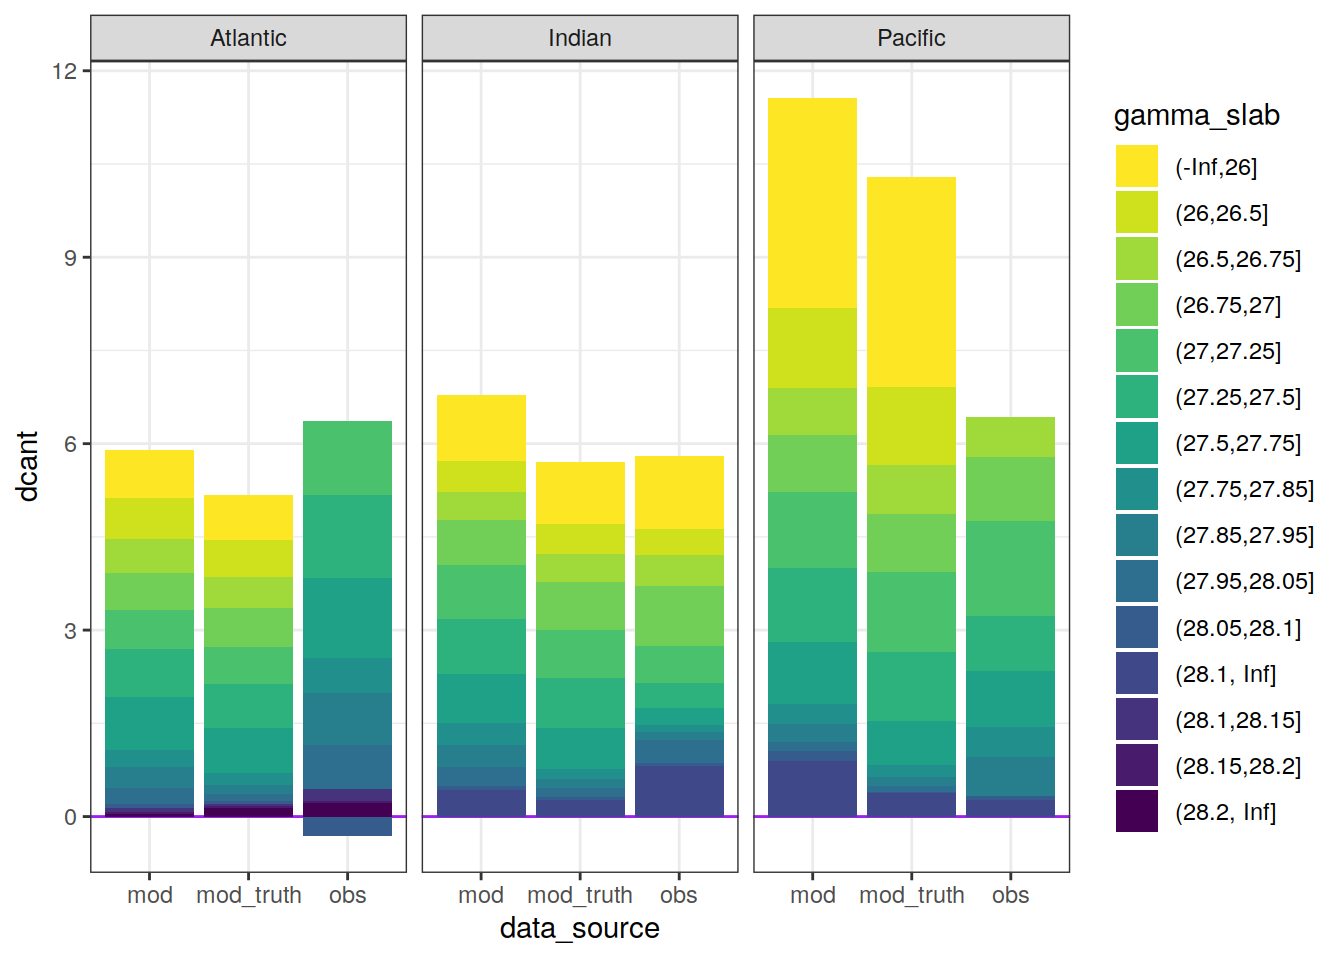 Atlantic
Indian
Pacific
12
9
6
3
0
dcant
mod
mod_truth
obs
mod
mod_truth
obs
mod
mod_truth
obs
data_source
gamma_slab
(-Inf,26]
(26,26.5]
(26.5,26.75]
(26.75,27]
(27,27.25]
(27.25,27.5]
(27.5,27.75]
(27.75,27.85]
(27.85,27.95]
(27.95,28.05]
(28.05,28.1]
(28.1, Inf]
(28.1,28.15]
(28.15,28.2]
(28.2, Inf]